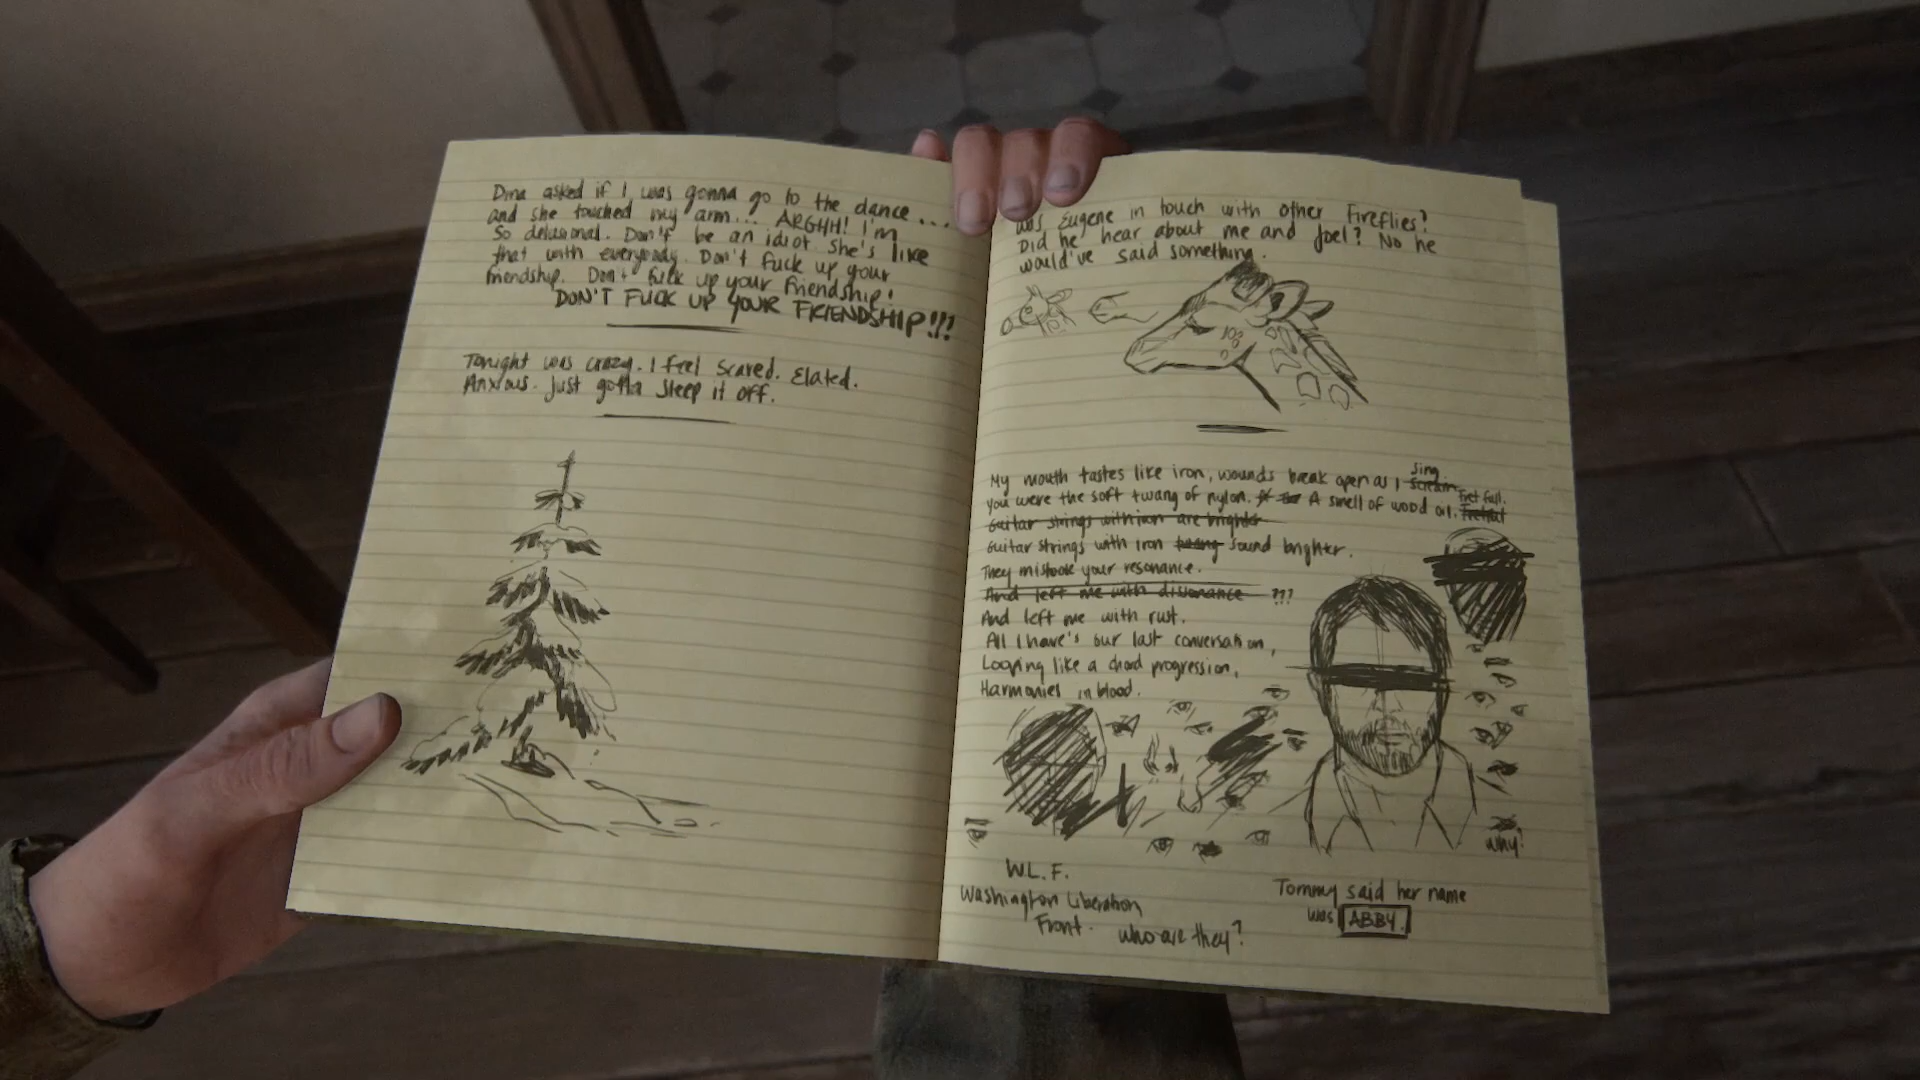 Dina asked if I was gonna go to the dance...
and she touched my arm... ARGHH! I'm
so delusional. Don't be an idiot. She's like
that with everybody. Don't fuck up your
friendship. Don't fuck up your friendship!
DON'T FUCK UP YOUR FRIENDSHIP!!!
Tonight was crazy. I feel scared. Elated.
Anxious. Just gotta sleep it off.
Was Eugene in touch with other Fireflies?
Did he hear about me and Joel? No he
would've said something.
My mouth tastes like iron, wounds break open as I scream sing
You were the soft twang of nylon. A smell of wood oil. Fretful Fret full.
Guitar strings with iron are brighter
Guitar strings with iron twang sound brighter.
They mistook your resonance.
And left me with dissonance ???
And left me with rust.
All I have's our last conversation,
Looping like a chord progression,
Harmonies in blood.
why?
W.L.F.
Washington Liberation
Front.
who are they?
Tommy said her name
was ABBY.